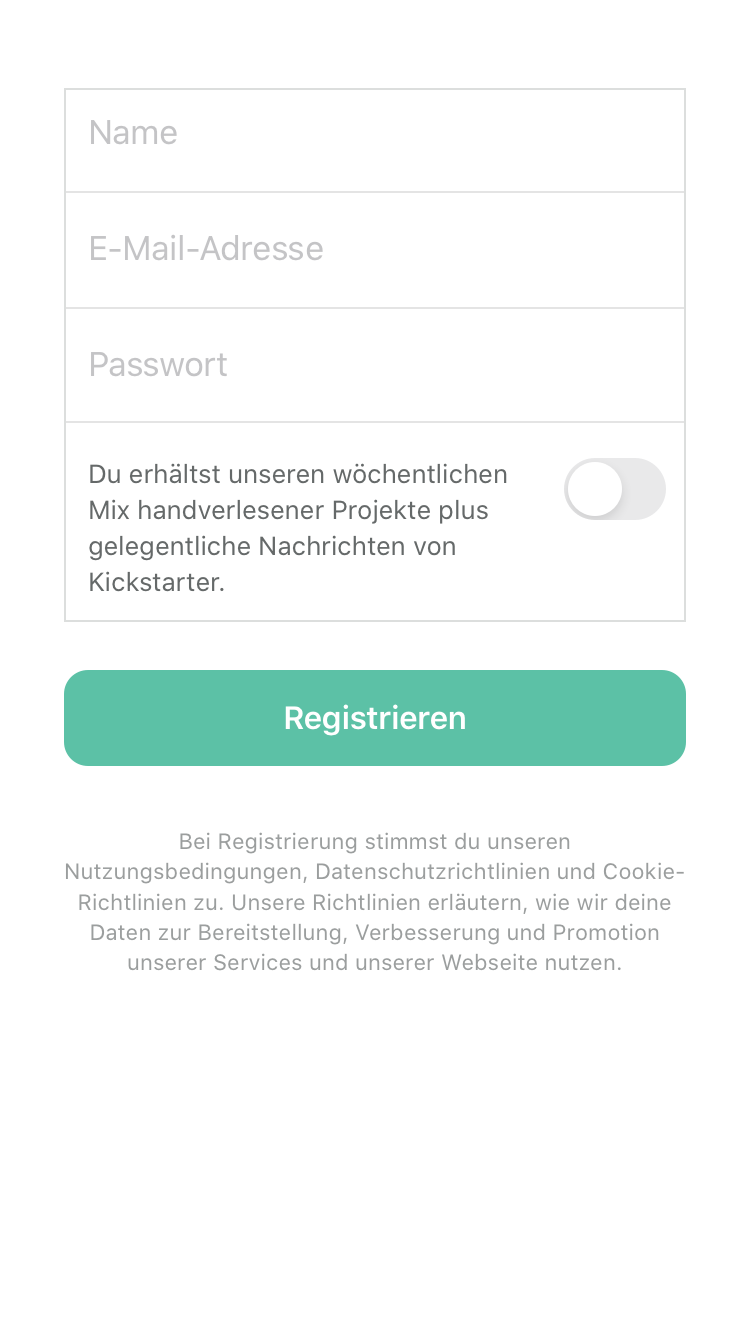 Name
E-Mail-Adresse
Passwort
Du erhältst unseren wöchentlichen
Mix handverlesener Projekte plus
gelegentliche Nachrichten von
Kickstarter.
Registrieren
Bei Registrierung stimmst du unseren
Nutzungsbedingungen, Datenschutzrichtlinien und Cookie-
Richtlinien zu. Unsere Richtlinien erläutern, wie wir deine
Daten zur Bereitstellung, Verbesserung und Promotion
unserer Services und unserer Webseite nutzen.